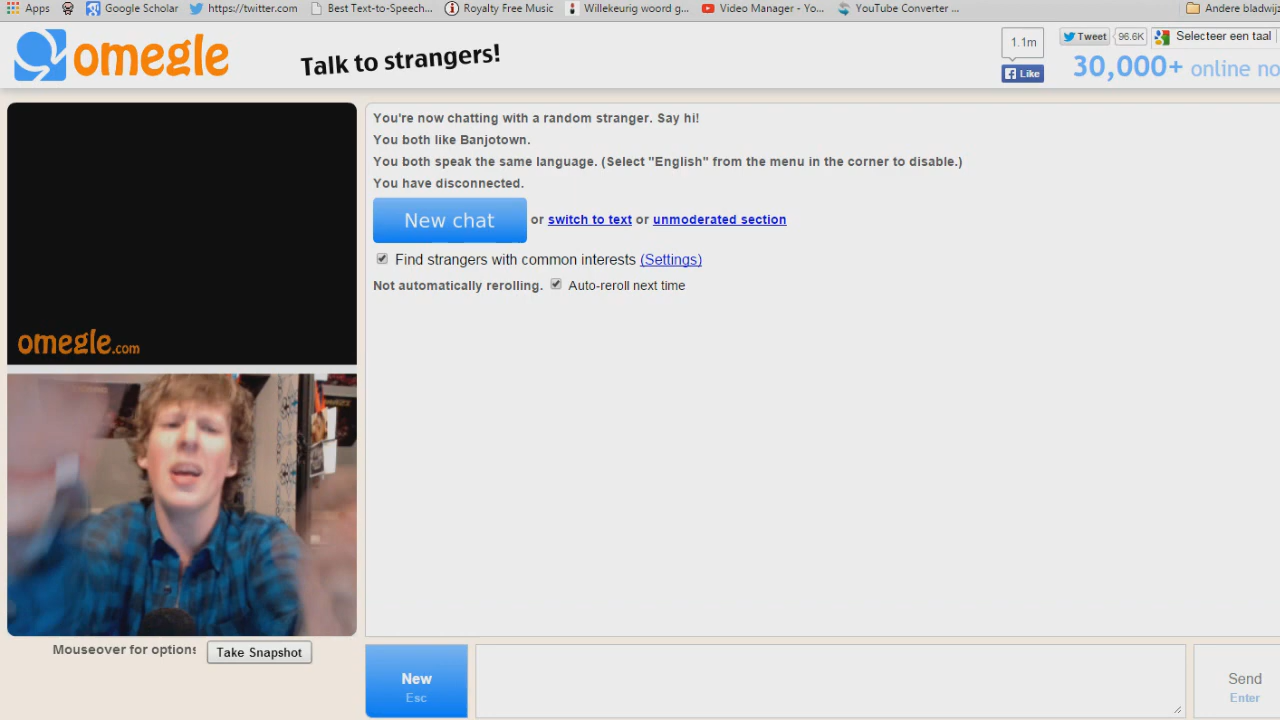 Apps Google Scholar https://twitter.com Best Text-to-Speech... Royalty Free Music Willekeurig woord g... Video Manager - Yo... YouTube Converter ... Andere bladwijz
omegle Talk to strangers! 1.1m Tweet 96.6K Selecteer een taal
Like 30,000+ online no
You're now chatting with a random stranger. Say hi!
You both like Banjotown.
You both speak the same language. (Select "English" from the menu in the corner to disable.)
You have disconnected.
New chat or switch to text or unmoderated section
Find strangers with common interests (Settings)
Not automatically rerolling. Auto-reroll next time
omegle.com
Mouseover for options Take Snapshot
New
Esc
Send
Enter